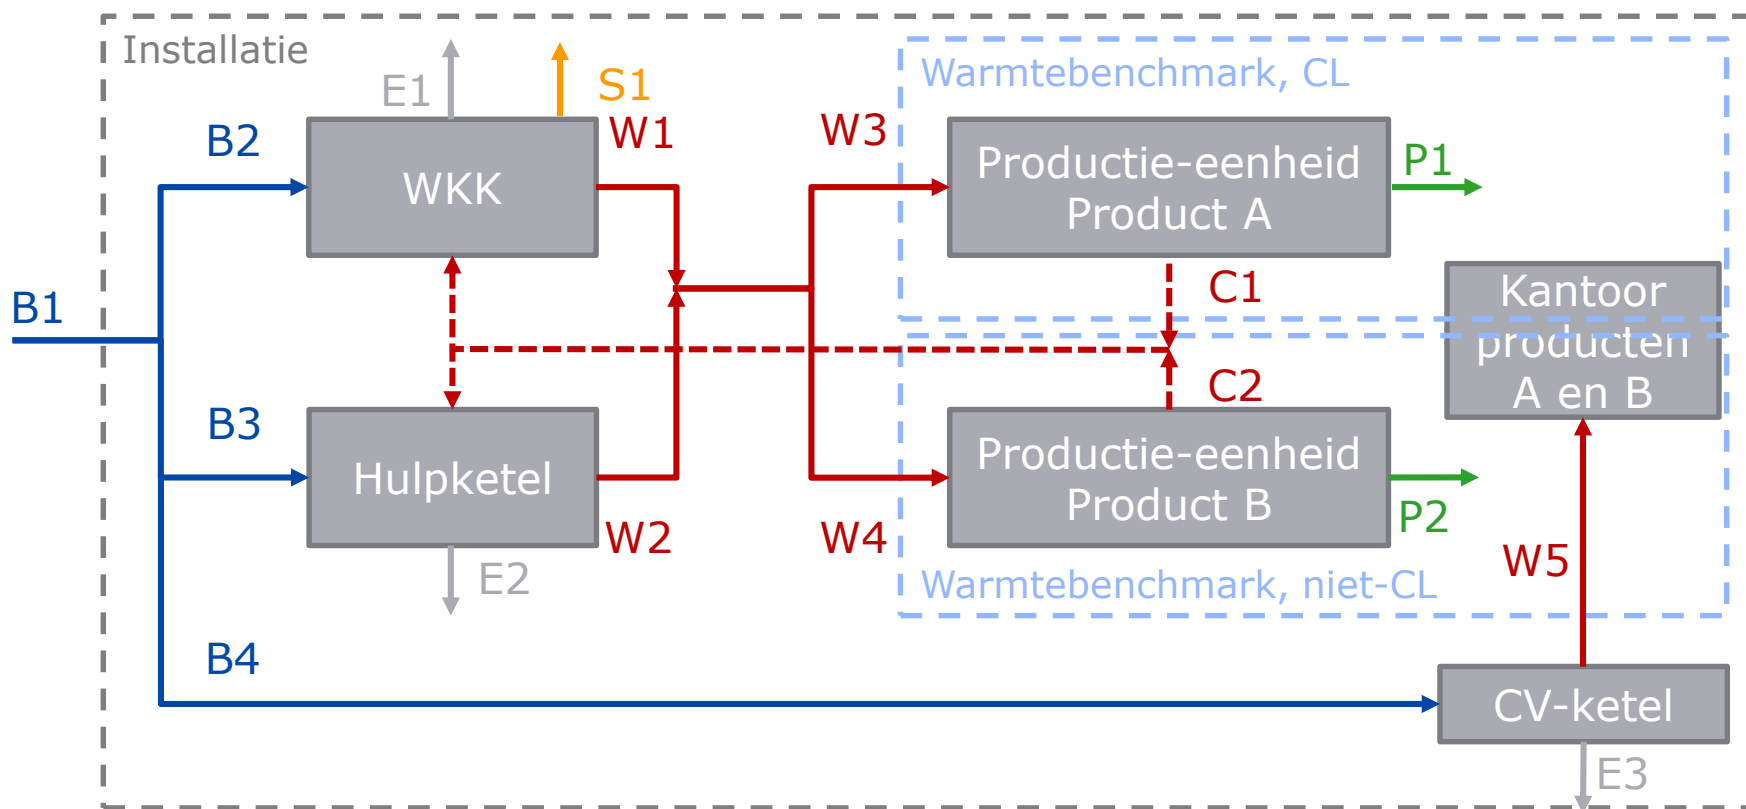 Installatie
E1
S1
Warmtebenchmark, CL
B2
W1
W3
WKK
Productie-eenheid
Product A
P1
B1
C1
Kantoor
producten
A en B
C2
B3
Hulpketel
W2
W4
Productie-eenheid
Product B
P2
E2
Warmtebenchmark, niet-CL
W5
B4
CV-ketel
E3